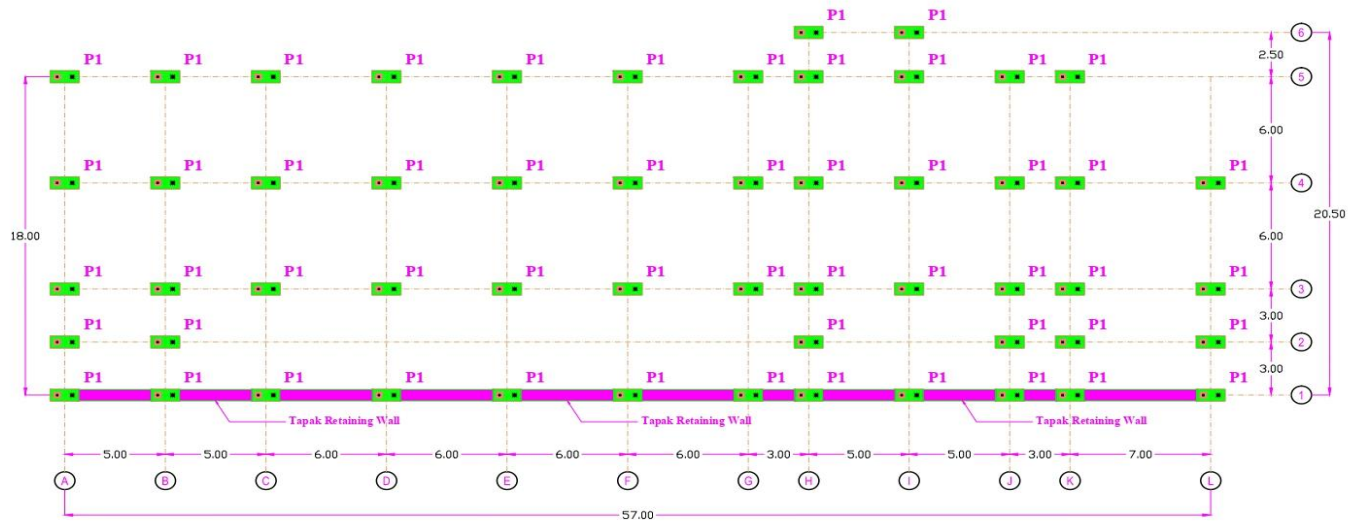 P1 P1
6
2.50
P1 P1 P1 P1 P1 P1 P1 P1 P1 P1 P1
5
6.00
P1 P1 P1 P1 P1 P1 P1 P1 P1 P1 P1 P1
4
20.50
18.00
6.00
P1 P1 P1 P1 P1 P1 P1 P1 P1 P1 P1 P1
3
3.00
P1 P1 P1 P1 P1 P1
2
3.00
P1 P1 P1 P1 P1 P1 P1 P1 P1 P1 P1 P1
1
Tapak Retaining Wall Tapak Retaining Wall Tapak Retaining Wall
5.00 5.00 6.00 6.00 6.00 6.00 3.00 5.00 5.00 3.00 7.00
A B C D E F G H I J K L
57.00